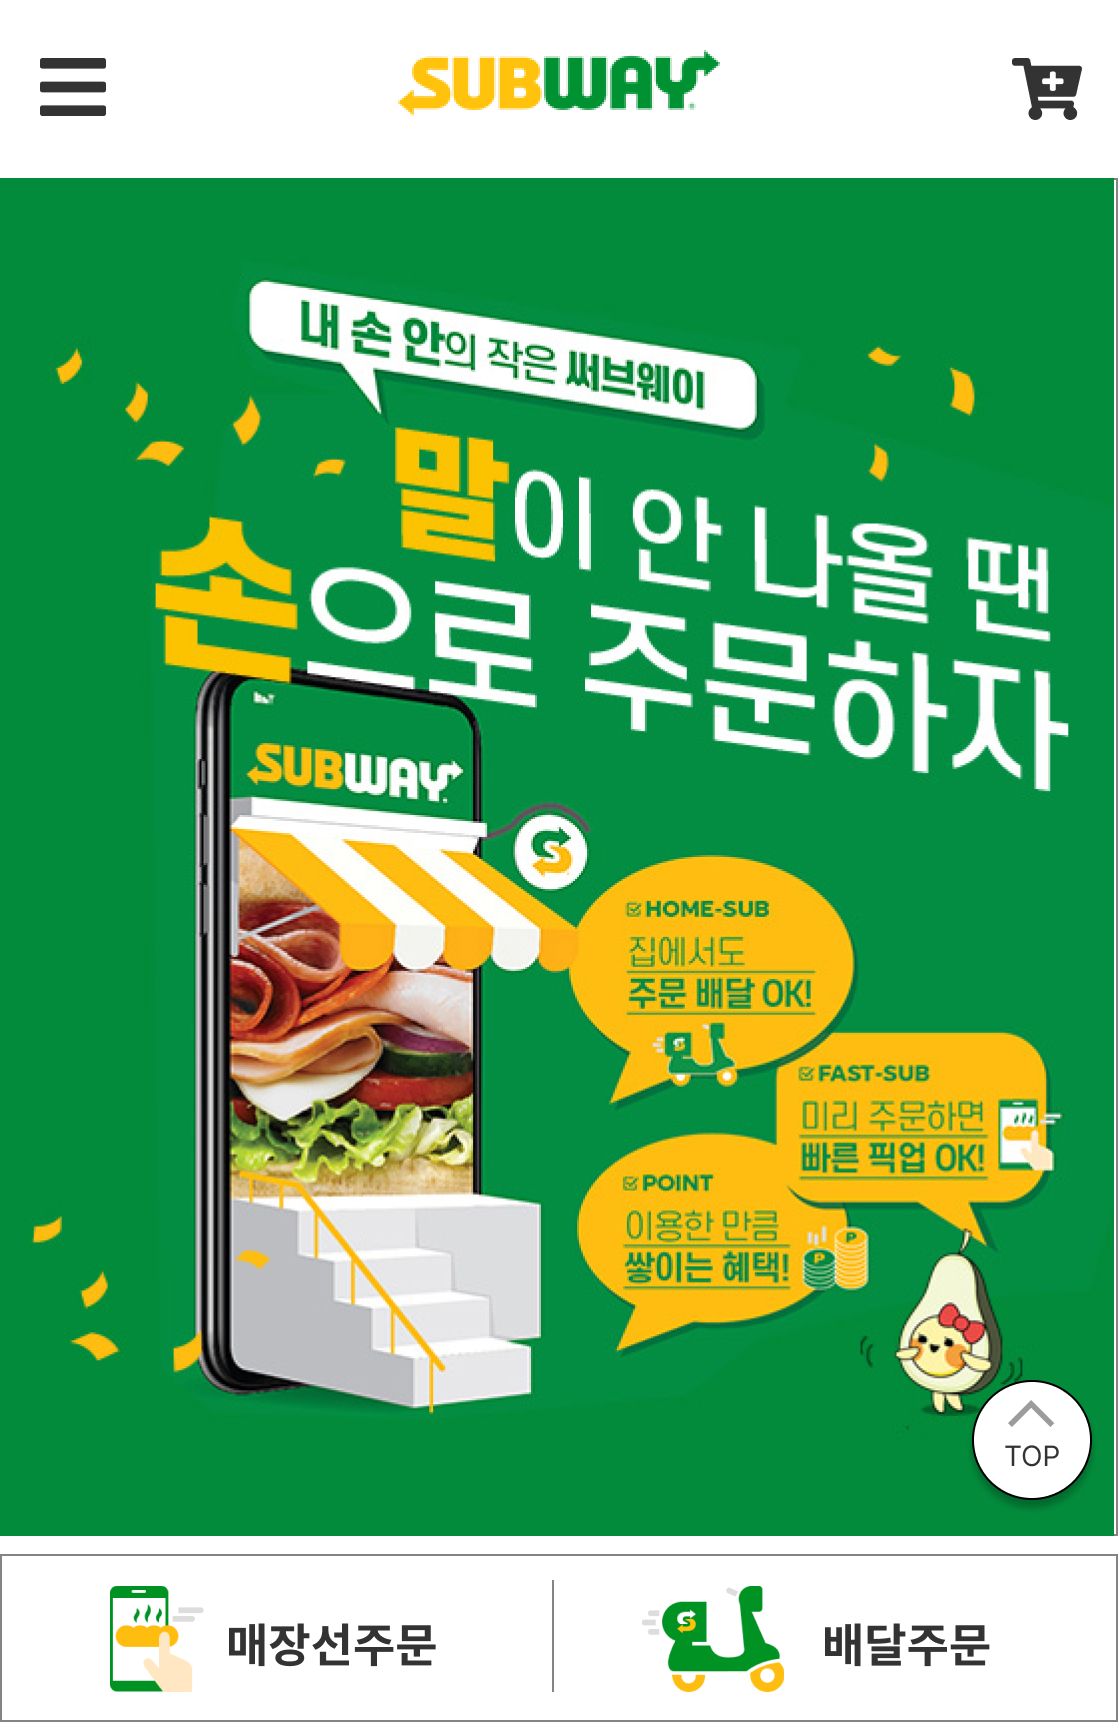 SUBWAY
내 손 안의 작은 써브웨이
말이 안 나올 땐
손으로 주문하자
SUBWAY
HOME-SUB
집에서도
주문 배달 OK!
FAST-SUB
미리 주문하면
빠른 픽업 OK!
POINT
이용한 만큼
쌓이는 혜택!
P
P
TOP
매장선주문
배달주문